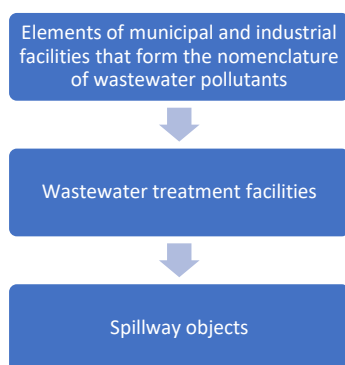 Elements of municipal and industrial
facilities that form the nomenclature
of wastewater pollutants
Wastewater treatment facilities
Spillway objects